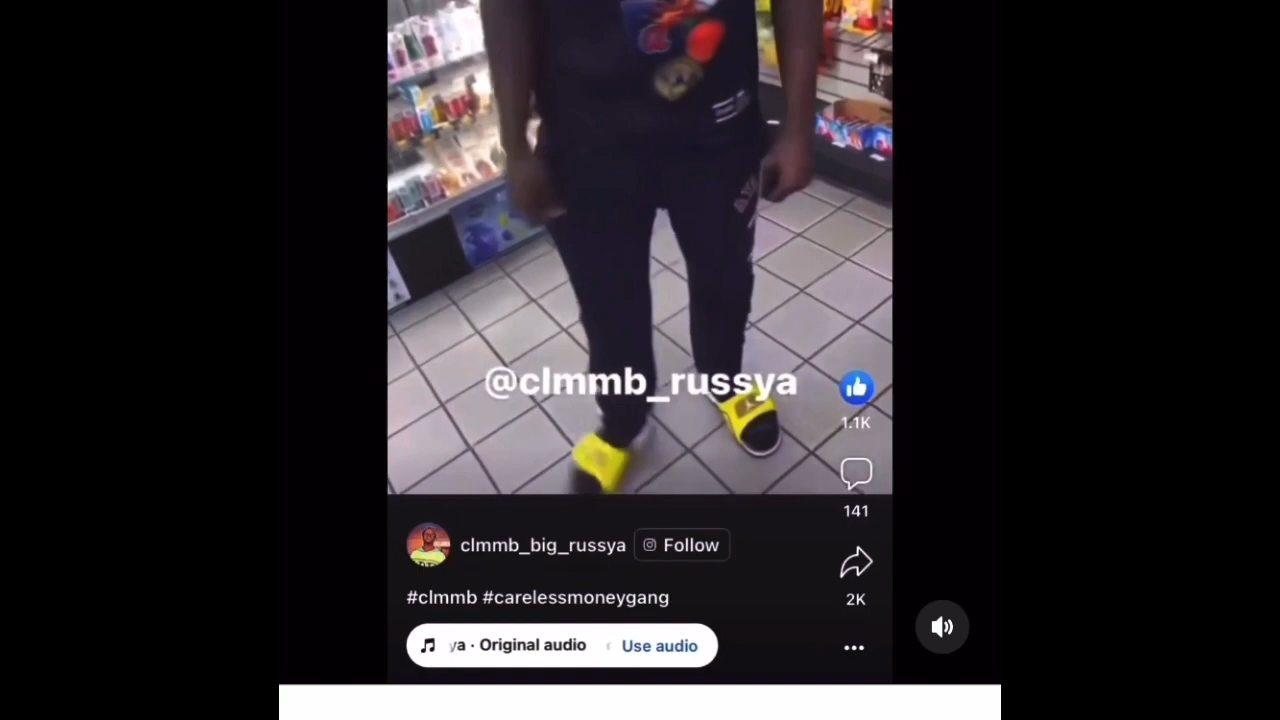 @clmmb_russya
1.1K
141
clmmb_big_russya Follow
#clmmb #carelessmoneygang
2K
ya · Original audio Use audio